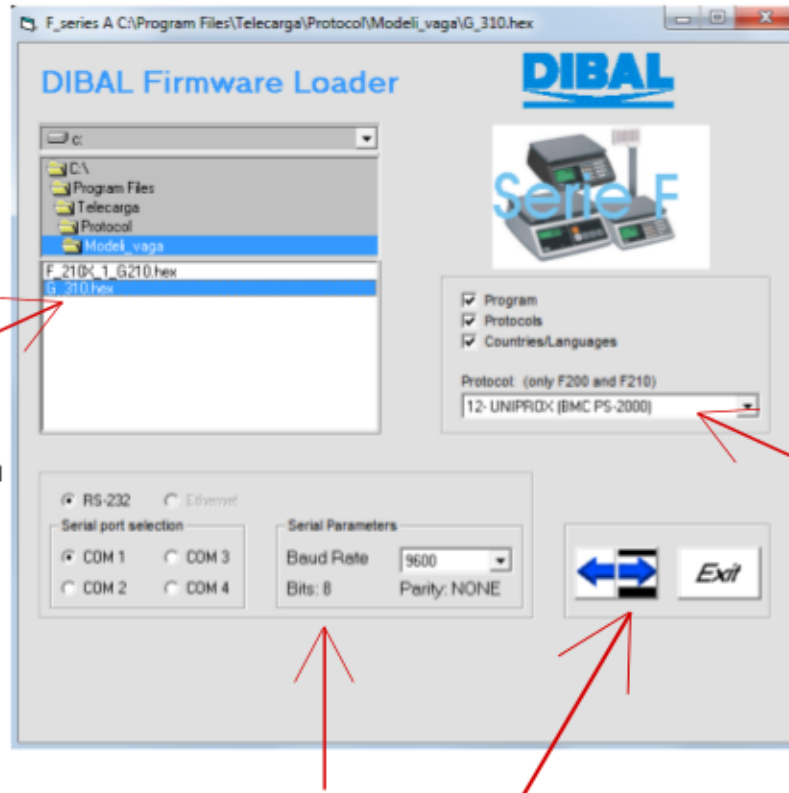 F_series A C:\Program Files\Telecarga\Protocol\Modeli_vaga\G_310.hex
DIBAL Firmware Loader
DIBAL
c:
C:\
Program Files
Telecarga
Protocol
Modeli_vaga
Serie F
F_210X_1_G210.hex
G_310.hex
Program
Protocols
Countries/Languages
Protocol: (only F200 and F210)
12- UNIPROX (BMC PS-2000)
RS-232 Ethernet
Serial port selection
COM 1 COM 3
COM 2 COM 4
Serial Parameters
Baud Rate 9600
Bits: 8 Parity: NONE
Exit